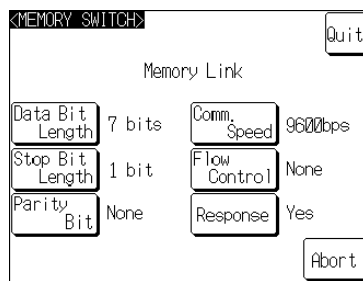 <MEMORY SWITCH>
Quit
Memory Link
Data Bit
Length
7 bits
Comm.
Speed
9600bps
Stop Bit
Length
1 bit
Flow
Control
None
Parity
Bit
None
Response
Yes
Abort